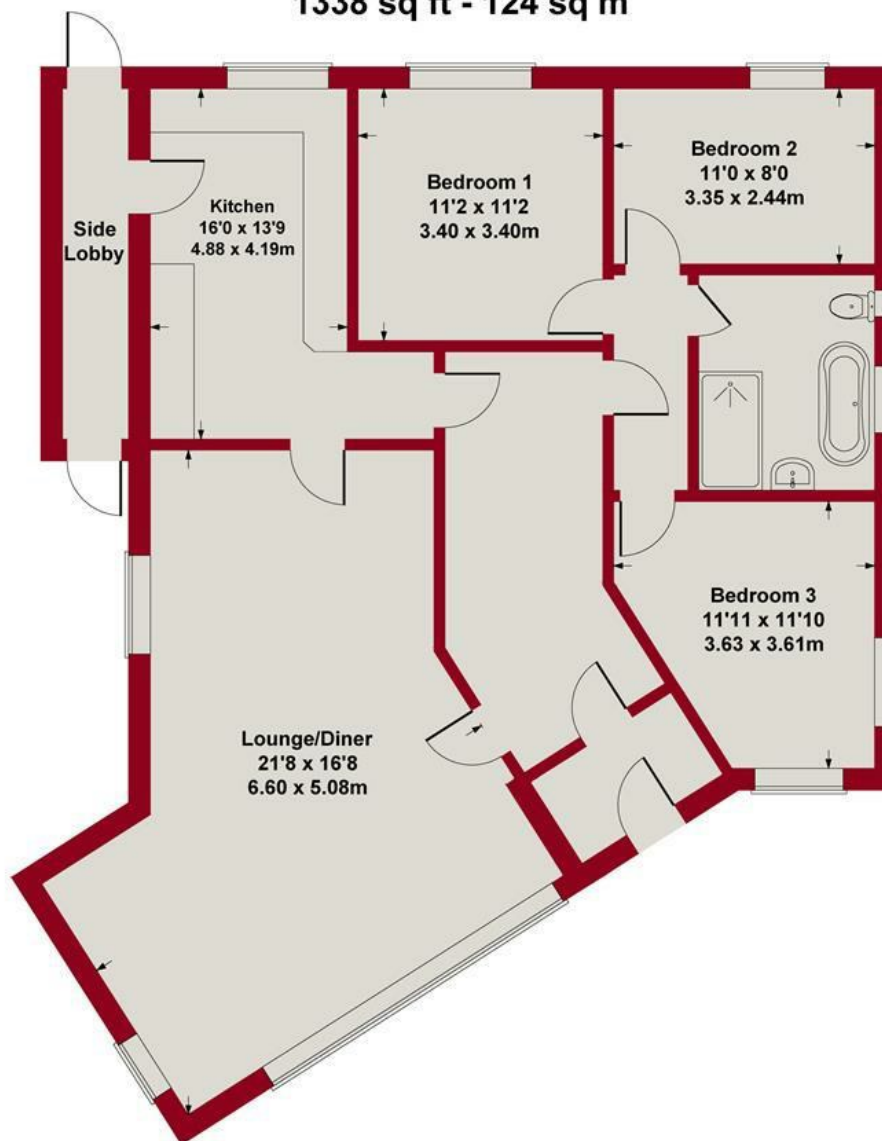 1338 sq ft - 124 sq m
Side
Lobby
Kitchen
16'0 x 13'9
4.88 x 4.19m
Bedroom 1
11'2 x 11'2
3.40 x 3.40m
Bedroom 2
11'0 x 8'0
3.35 x 2.44m
Bedroom 3
11'11 x 11'10
3.63 x 3.61m
Lounge/Diner
21'8 x 16'8
6.60 x 5.08m